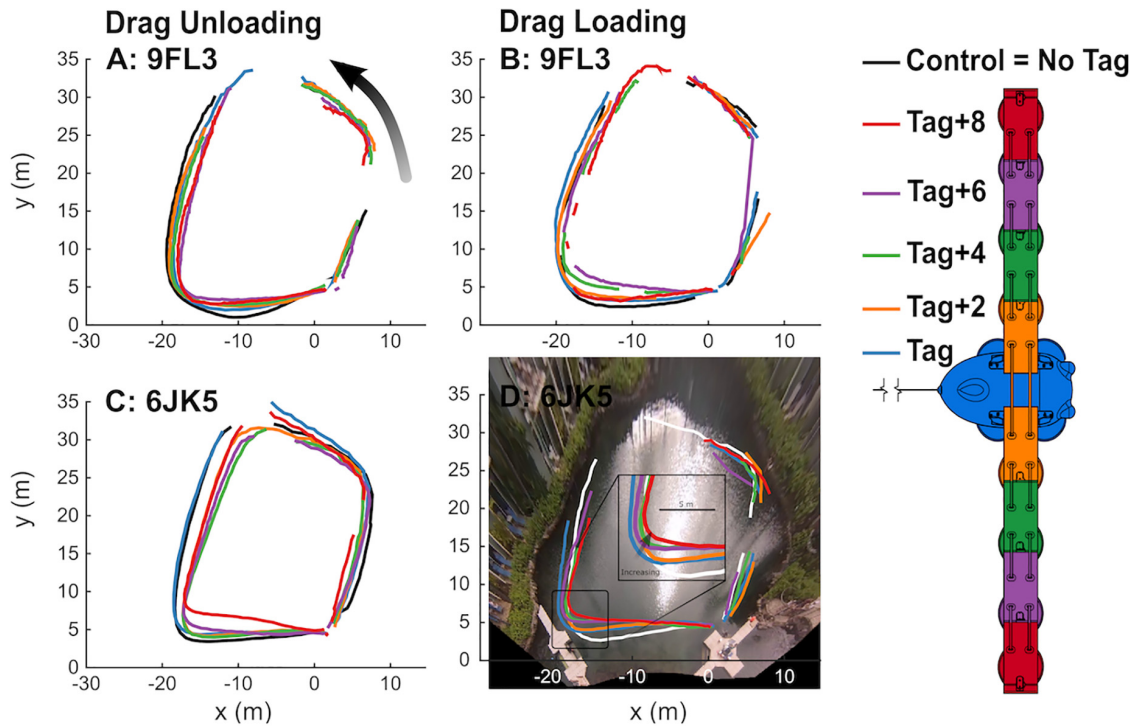 Drag Unloading
Drag Loading
A: 9FL3
B: 9FL3
Control = No Tag
Tag+8
Tag+6
Tag+4
Tag+2
Tag
35
30
25
20
15
10
5
0
y (m)
-30
-20
-10
0
10
35
30
25
20
15
10
5
0
y (m)
-20
-10
0
10
C: 6JK5
D: 6JK5
35
30
25
20
15
10
5
0
y (m)
-30
-20
-10
0
10
x (m)
35
30
25
20
15
10
5
0
y (m)
5 m
Increasing
-20
-10
0
10
x (m)